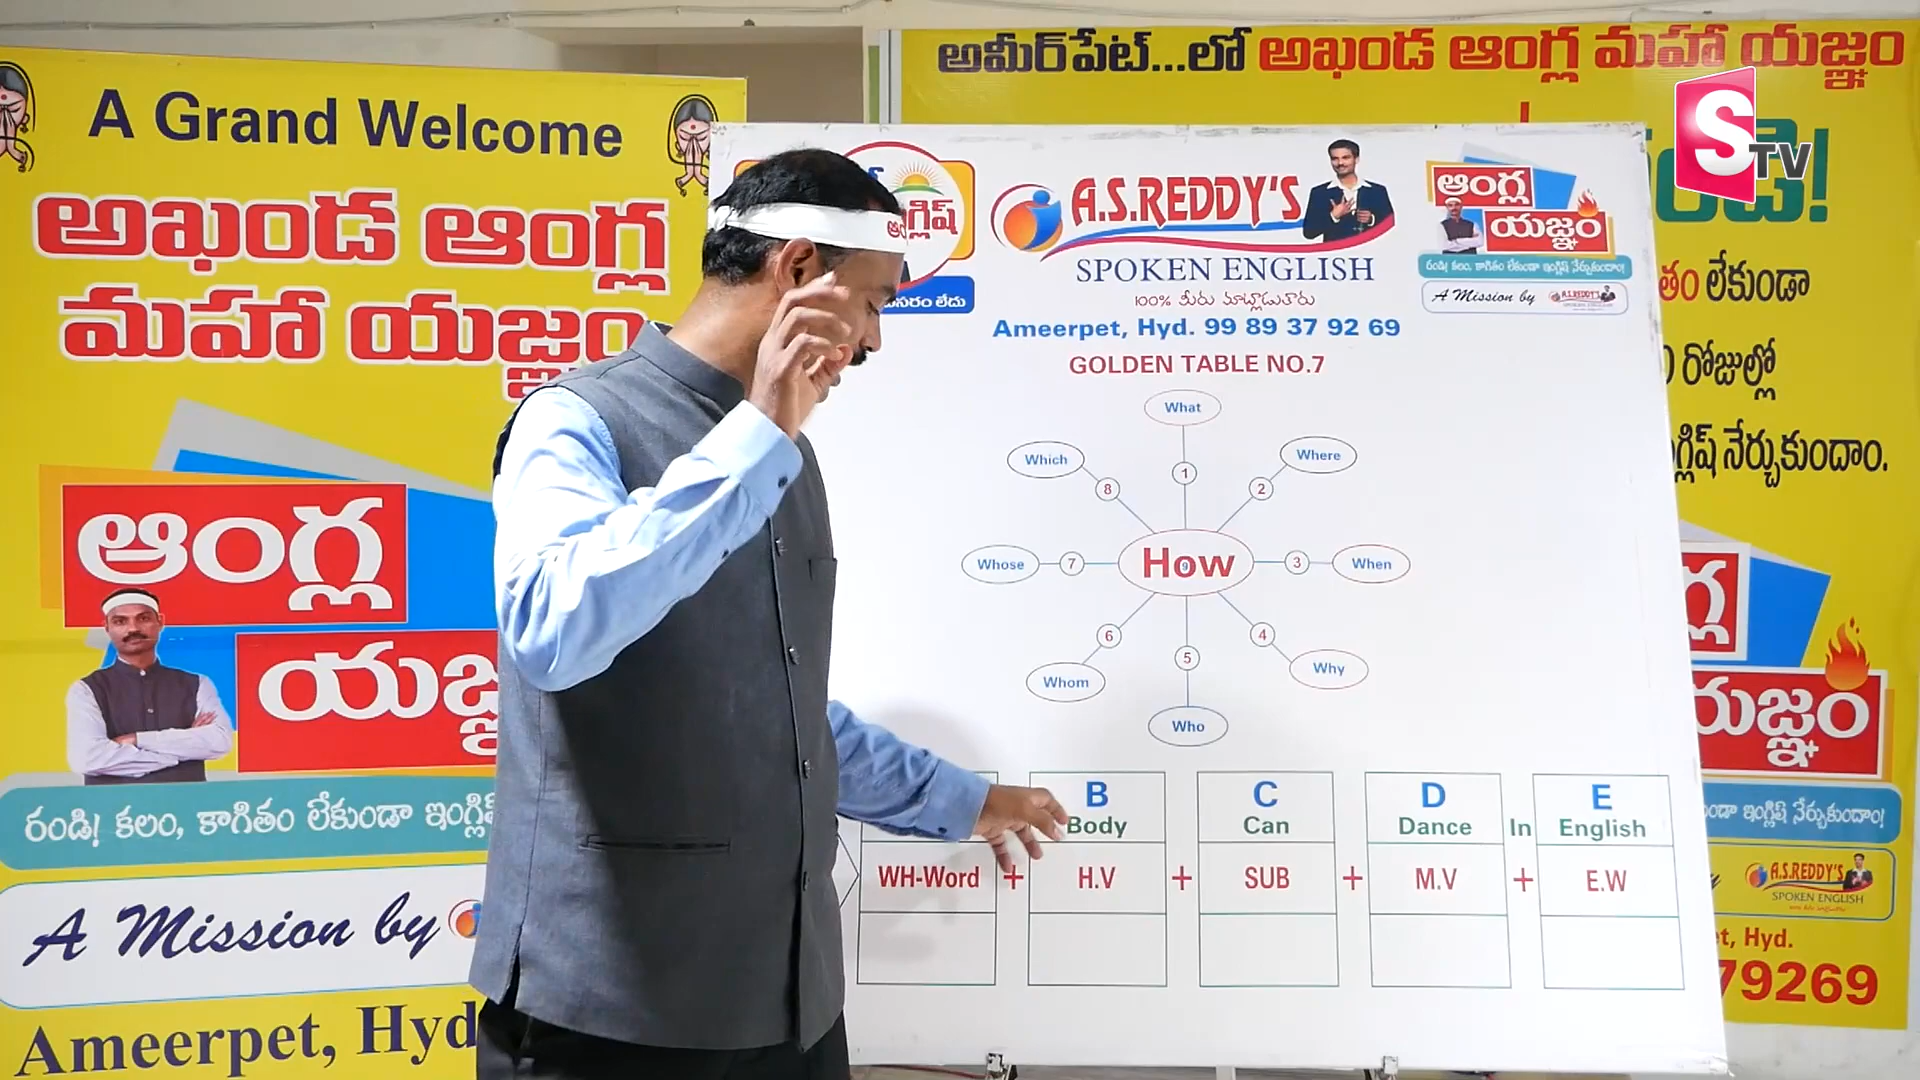 A Grand Welcome
అఖండ ఆంగ్ల
మహా యజ్ఞం
ఆంగ్ల
యజ్ఞం
రండి! కలం, కాగితం లేకుండా
A Mission by
Ameerpet, Hyd
అమీర్‌పేట్...లో అఖండ ఆంగ్ల మహా యజ్ఞం
STV
లేకుండా
రోజుల్లో
నేర్చుకుందాం.
A.S.REDDY'S
SPOKEN ENGLISH
100% మీరు మాట్లాడుతారు
Ameerpet, Hyd. 99 89 37 92 69
GOLDEN TABLE NO.7
ఆంగ్ల
యజ్ఞం
రండి! కలం, కాగితం లేకుండా ఇంగ్లీష్ నేర్చుకుందాం!
A Mission by A.S.REDDY'S
లేదు
What
1
Where
2
When
3
Why
4
Who
5
Whom
6
Whose
7
Which
8
How
9
B C D E
Body Can Dance In English
WH-Word + H.V + SUB + M.V + E.W
యజ్ఞం
నేర్చుకుందాం!
A.S.REDDY'S
SPOKEN ENGLISH
Hyd.
79269